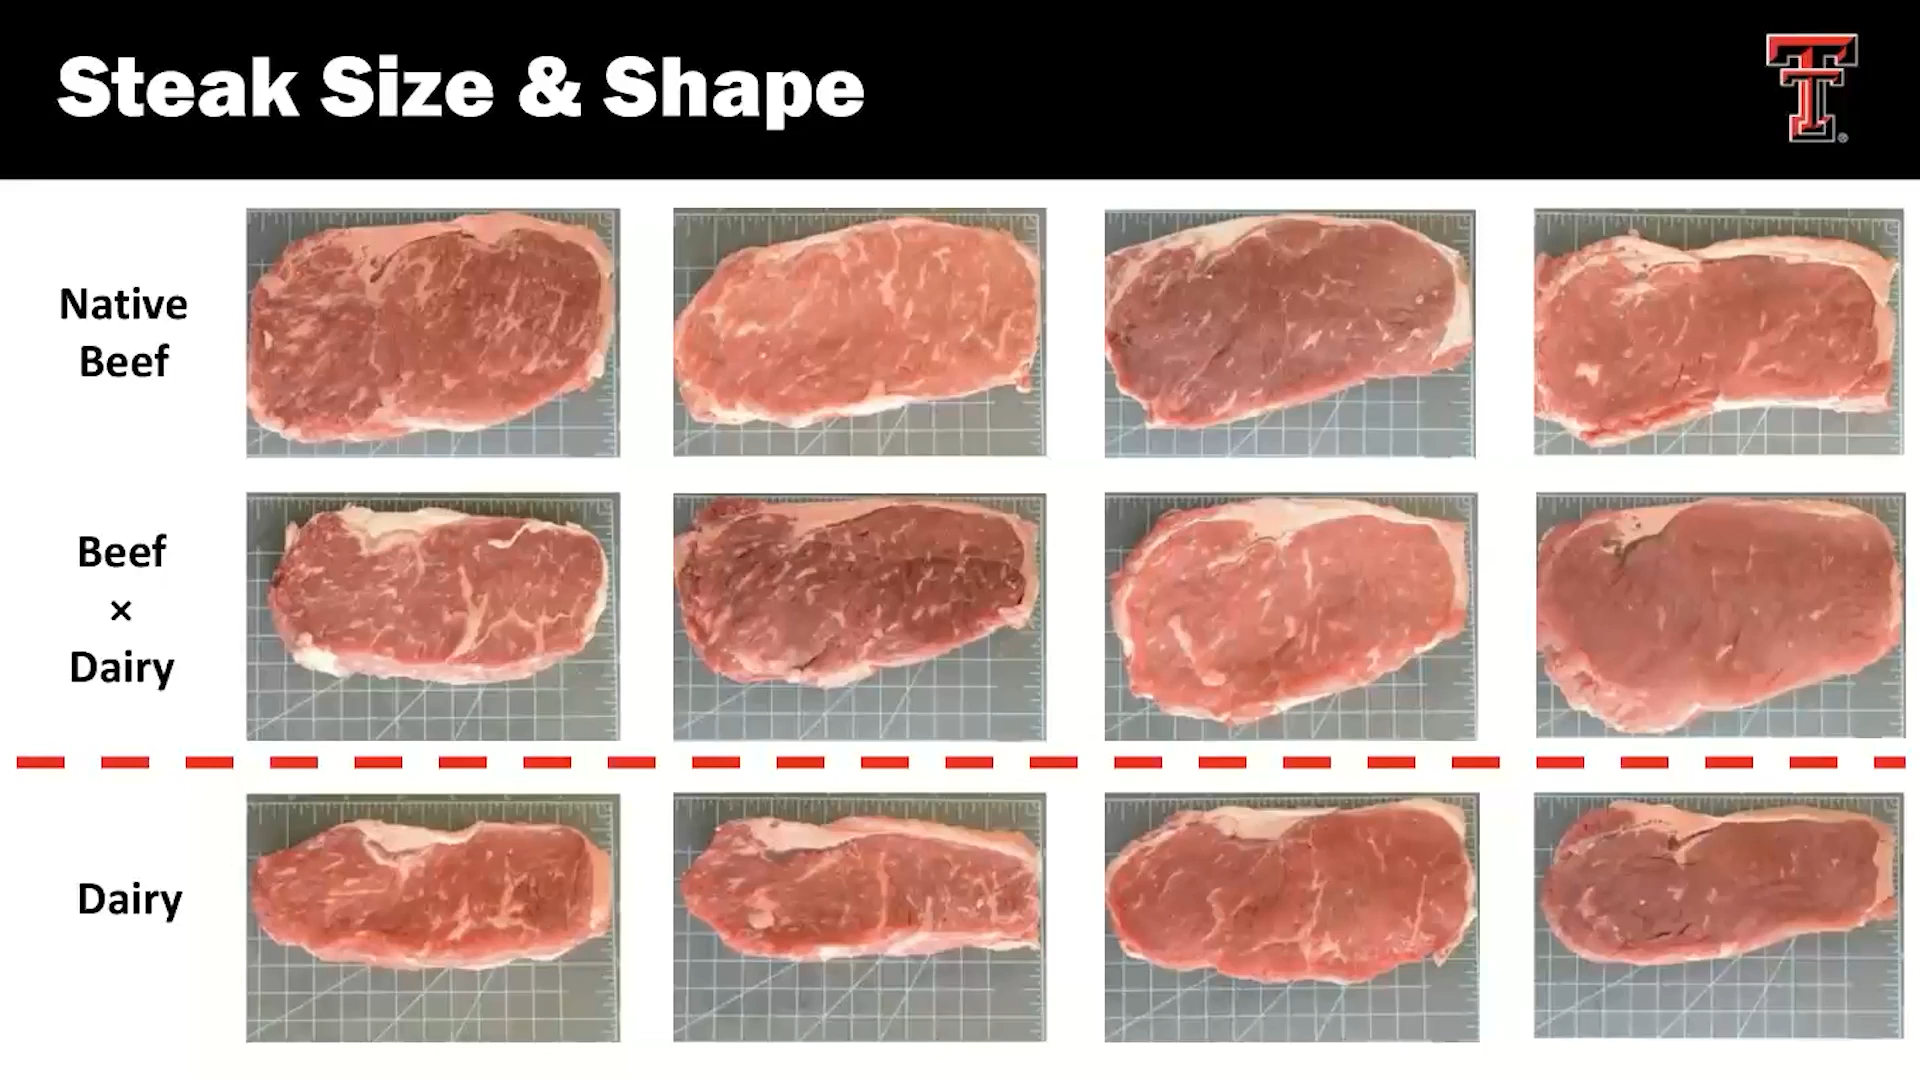 Steak Size & Shape
Native
Beef
Beef
×
Dairy
Dairy